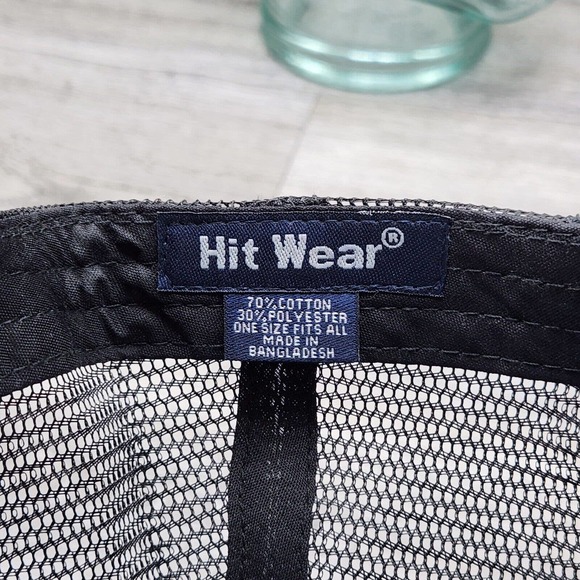 Hit Wear®
70% COTTON
30% POLYESTER
ONE SIZE FITS ALL
MADE IN
BANGLADESH